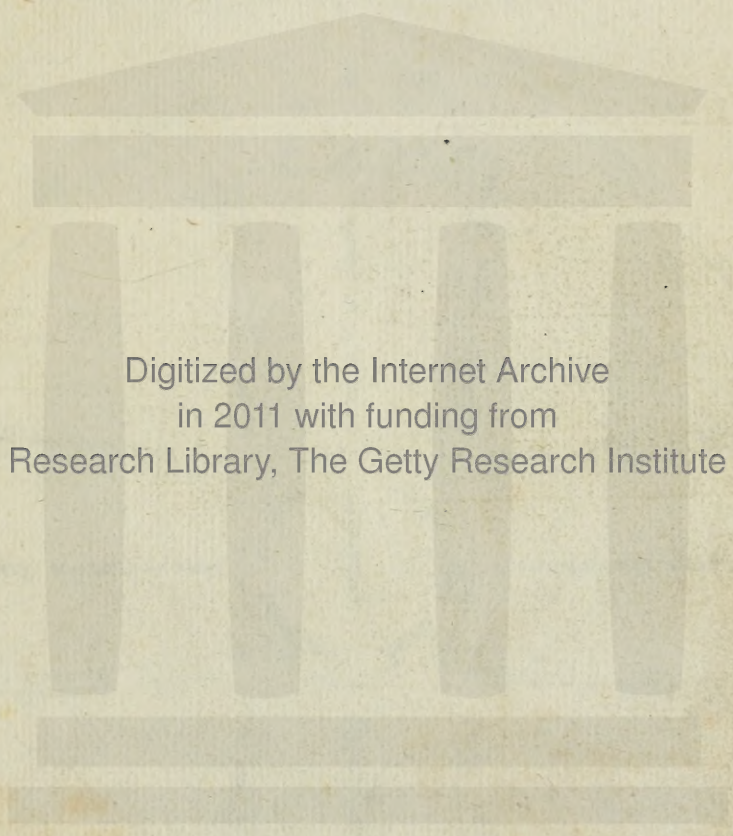 Digitized by the Internet Archive
in 2011 with funding from
Research Library, The Getty Research Institute